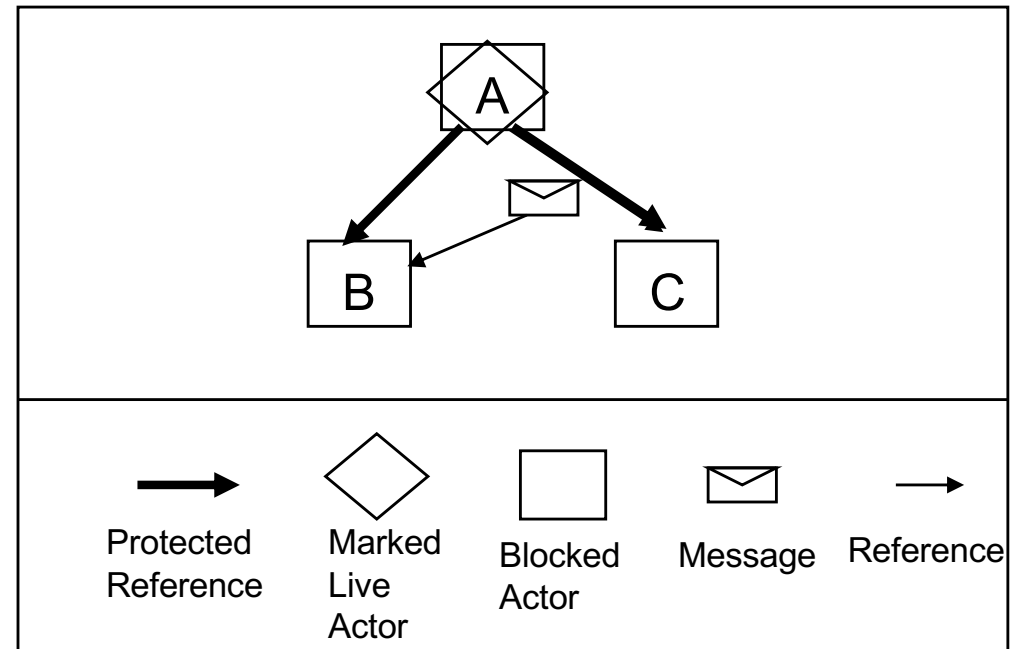 A
B
C
Protected
Reference
Marked
Live
Actor
Blocked
Actor
Message
Reference